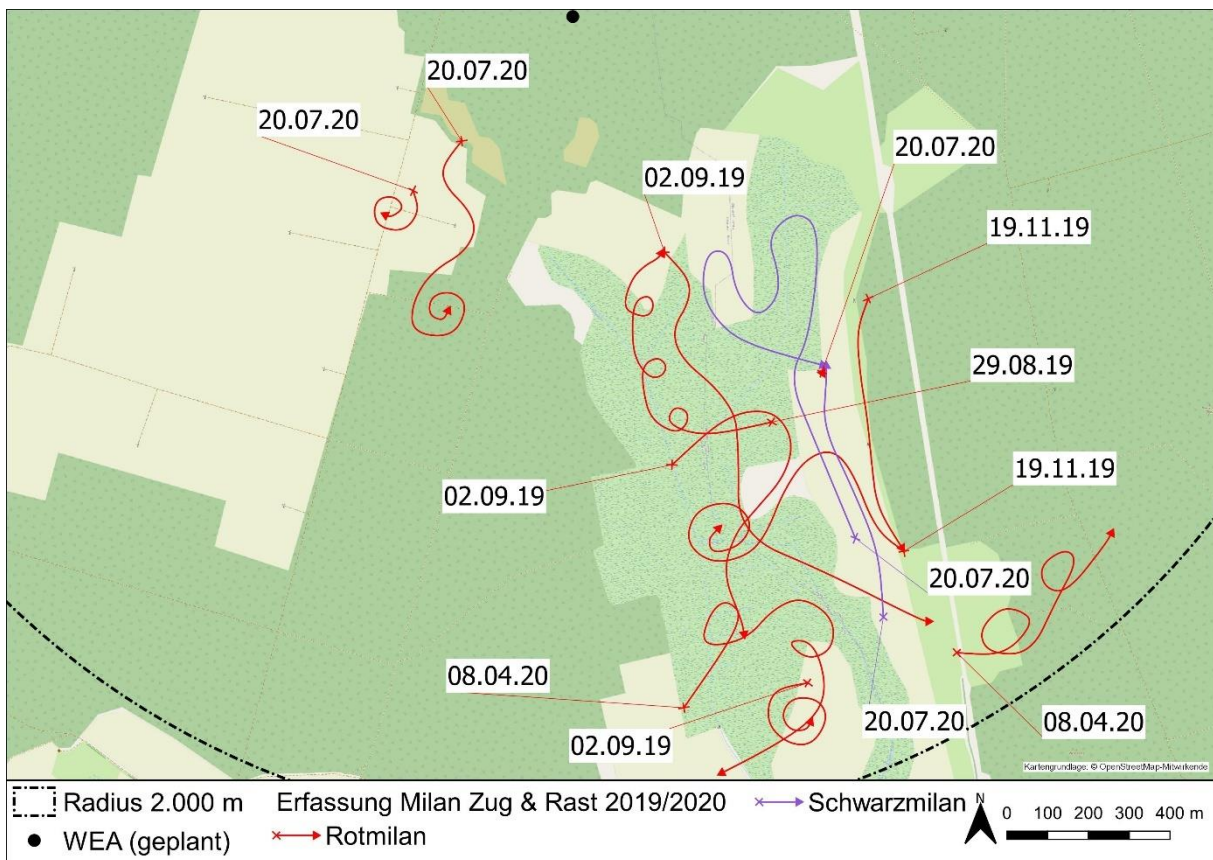 20.07.20
20.07.20
20.07.20
02.09.19
19.11.19
29.08.19
02.09.19
19.11.19
20.07.20
08.04.20
20.07.20
08.04.20
02.09.19
Kartengrundlage: © OpenStreetMap-Mitwirkende
Radius 2.000 m
Erfassung Milan Zug & Rast 2019/2020
Schwarzmilan
N
0 100 200 300 400 m
WEA (geplant)
Rotmilan